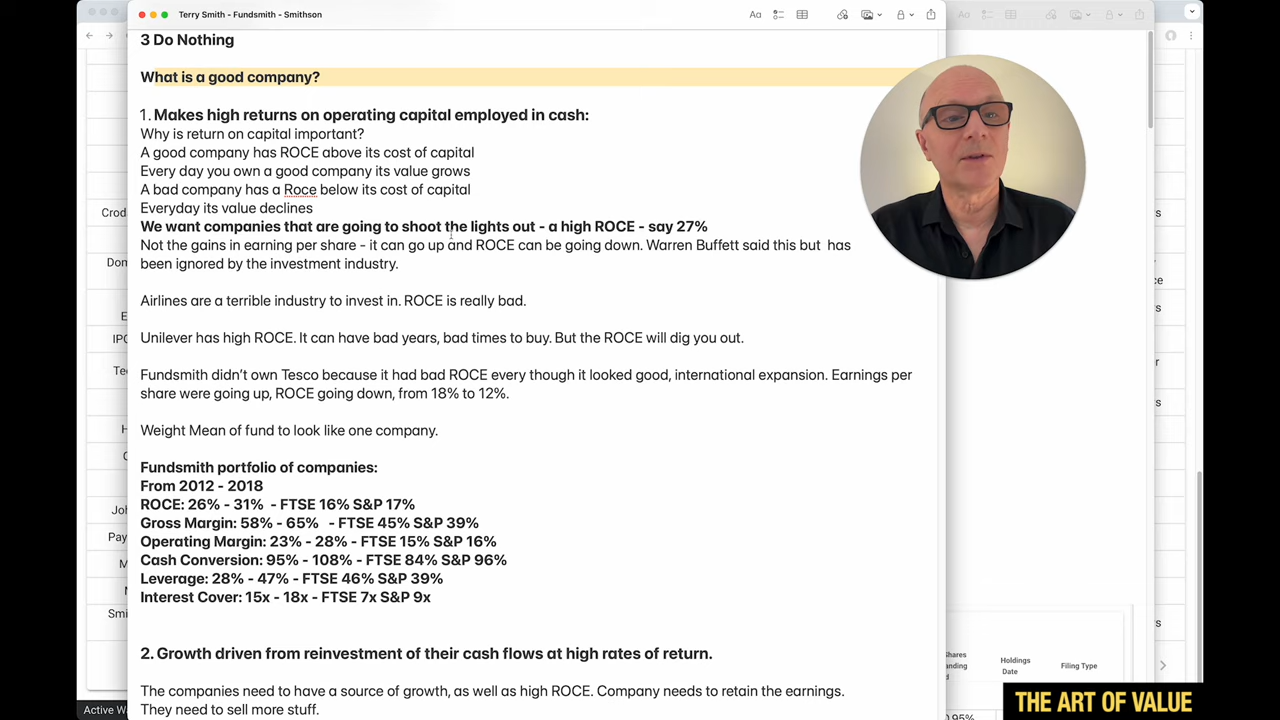 Terry Smith - Fundsmith - Smithson
3 Do Nothing
What is a good company?
1. Makes high returns on operating capital employed in cash:
Why is return on capital important?
A good company has ROCE above its cost of capital
Every day you own a good company its value grows
A bad company has a Roce below its cost of capital
Everyday its value declines
We want companies that are going to shoot the lights out - a high ROCE - say 27%
Not the gains in earning per share - it can go up and ROCE can be going down. Warren Buffett said this but has
been ignored by the investment industry.
Airlines are a terrible industry to invest in. ROCE is really bad.
Unilever has high ROCE. It can have bad years, bad times to buy. But the ROCE will dig you out.
Fundsmith didn't own Tesco because it had bad ROCE every though it looked good, international expansion. Earnings per
share were going up, ROCE going down, from 18% to 12%.
Weight Mean of fund to look like one company.
Fundsmith portfolio of companies:
From 2012 - 2018
ROCE: 26% - 31% - FTSE 16% S&P 17%
Gross Margin: 58% - 65% - FTSE 45% S&P 39%
Operating Margin: 23% - 28% - FTSE 15% S&P 16%
Cash Conversion: 95% - 108% - FTSE 84% S&P 96%
Leverage: 28% - 47% - FTSE 46% S&P 39%
Interest Cover: 15x - 18x - FTSE 7x S&P 9x
2. Growth driven from reinvestment of their cash flows at high rates of return.
The companies need to have a source of growth, as well as high ROCE. Company needs to retain the earnings.
They need to sell more stuff.
Holdings
Date
Filing Type
THE ART OF VALUE